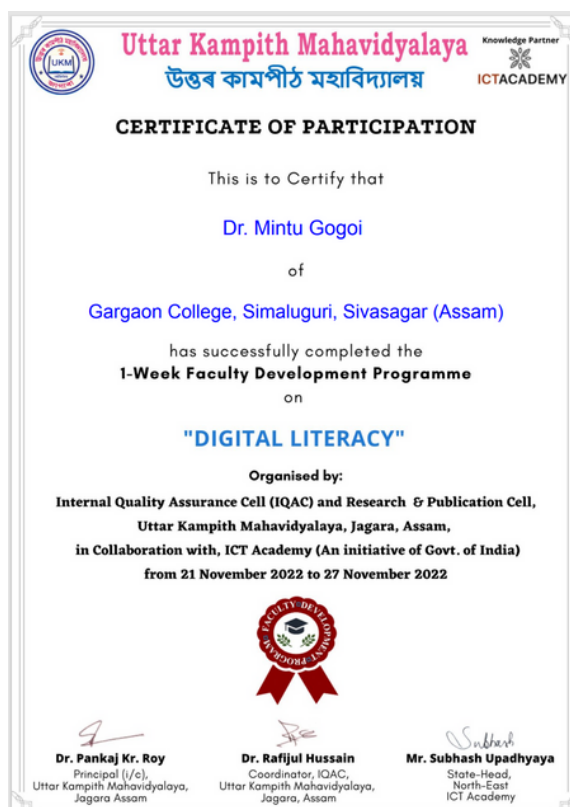 Uttar Kampith Mahavidyalaya
উত্তৰ কামপীঠ মহাবিদ্যালয়
UKM
Knowledge Partner
ICTACADEMY
CERTIFICATE OF PARTICIPATION
This is to Certify that
Dr. Mintu Gogoi
of
Gargaon College, Simaluguri, Sivasagar (Assam)
has successfully completed the
1-Week Faculty Development Programme
on
"DIGITAL LITERACY"
Organised by:
Internal Quality Assurance Cell (IQAC) and Research & Publication Cell,
Uttar Kampith Mahavidyalaya, Jagara, Assam,
in Collaboration with, ICT Academy (An initiative of Govt. of India)
from 21 November 2022 to 27 November 2022
FACULTY DEVELOPMENT PROGRAM
Subhash
Dr. Pankaj Kr. Roy
Principal (i/c),
Uttar Kampith Mahavidyalaya,
Jagara Assam
Dr. Rafijul Hussain
Coordinator, IQAC,
Uttar Kampith Mahavidyalaya,
Jagara, Assam
Mr. Subhash Upadhyaya
State-Head,
North-East
ICT Academy